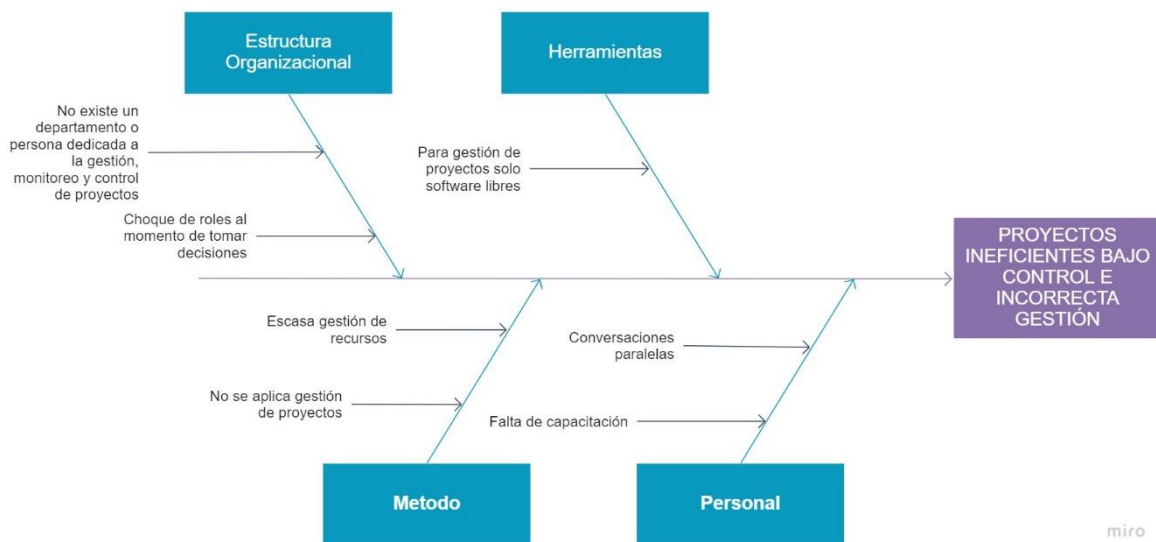 Estructura
Organizacional
Herramientas
No existe un
departamento o
persona dedicada a
la gestión,
monitoreo y control
de proyectos
Para gestión de
proyectos solo
software libres
Choque de roles al
momento de tomar
decisiones
PROYECTOS
INEFICIENTES BAJO
CONTROL E
INCORRECTA
GESTIÓN
Escasa gestión de
recursos
Conversaciones
paralelas
No se aplica gestión
de proyectos
Falta de capacitación
Metodo
Personal
miro